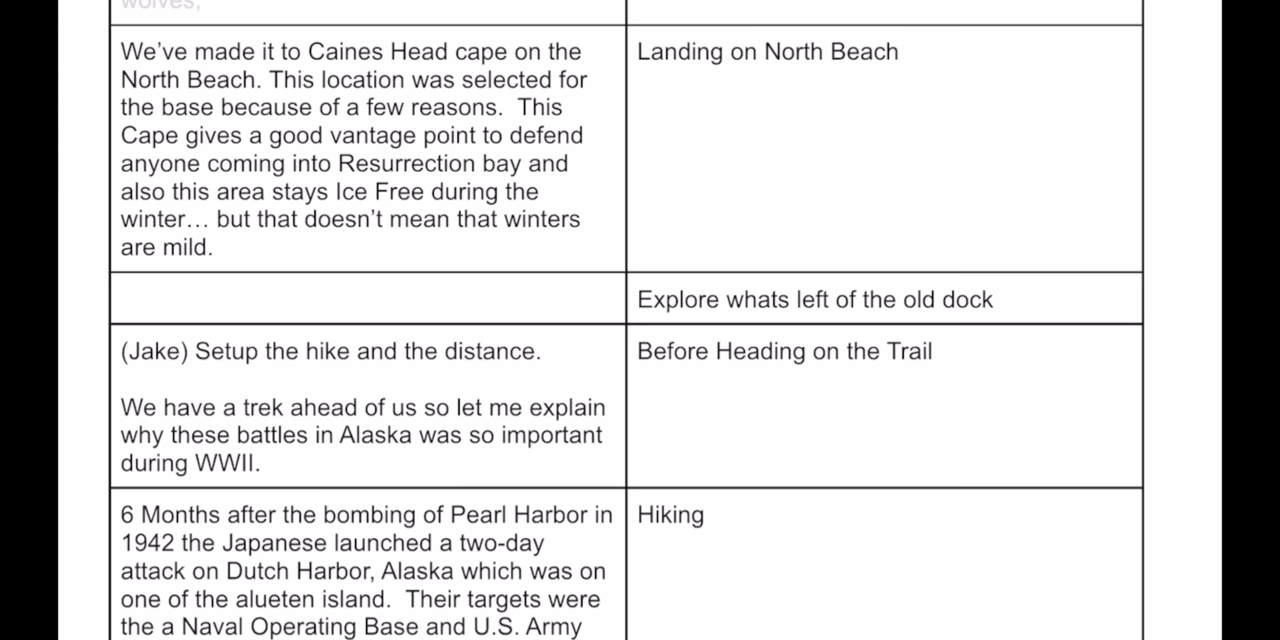 wolves,
We've made it to Caines Head cape on the
North Beach. This location was selected for
the base because of a few reasons.  This
Cape gives a good vantage point to defend
anyone coming into Resurrection bay and
also this area stays Ice Free during the
winter… but that doesn't mean that winters
are mild.
Landing on North Beach
Explore whats left of the old dock
(Jake) Setup the hike and the distance.
We have a trek ahead of us so let me explain
why these battles in Alaska was so important
during WWII.
Before Heading on the Trail
6 Months after the bombing of Pearl Harbor in
1942 the Japanese launched a two-day
attack on Dutch Harbor, Alaska which was on
one of the alueten island.  Their targets were
the a Naval Operating Base and U.S. Army
Hiking